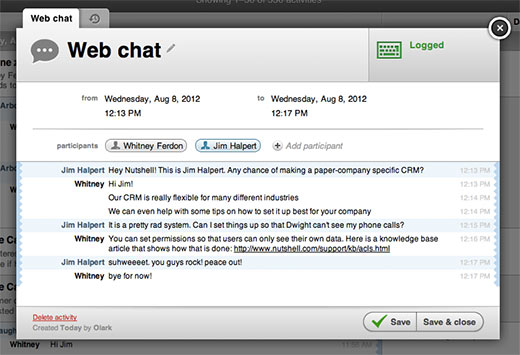 Showing 1–50 of 550 activities
Web chat
Web chat
Logged
from Wednesday, Aug 8, 2012 to Wednesday, Aug 8, 2012
12:13 PM 12:17 PM
participants Whitney Ferdon Jim Halpert Add participant
Jim Halpert Hey Nutshell! This is Jim Halpert. Any chance of making a paper-company specific CRM? 12:13 PM
Whitney Hi Jim! 12:13 PM
Our CRM is really flexible for many different industries 12:14 PM
We can even help with some tips on how to set it up best for your company 12:14 PM
Jim Halpert It is a pretty rad system. Can I set things up so that Dwight can't see my phone calls? 12:15 PM
Whitney You can set permissions so that users can only see their own data. Here is a knowledge base 12:16 PM
article that shows how that is done: http://www.nutshell.com/support/kb/acls.html
Jim Halpert suhweeeet. you guys rock! peace out! 12:17 PM
Whitney bye for now! 12:17 PM
Delete activity
Created Today by Olark
Save Save & close
Whitney Hi Jim 11:56 AM